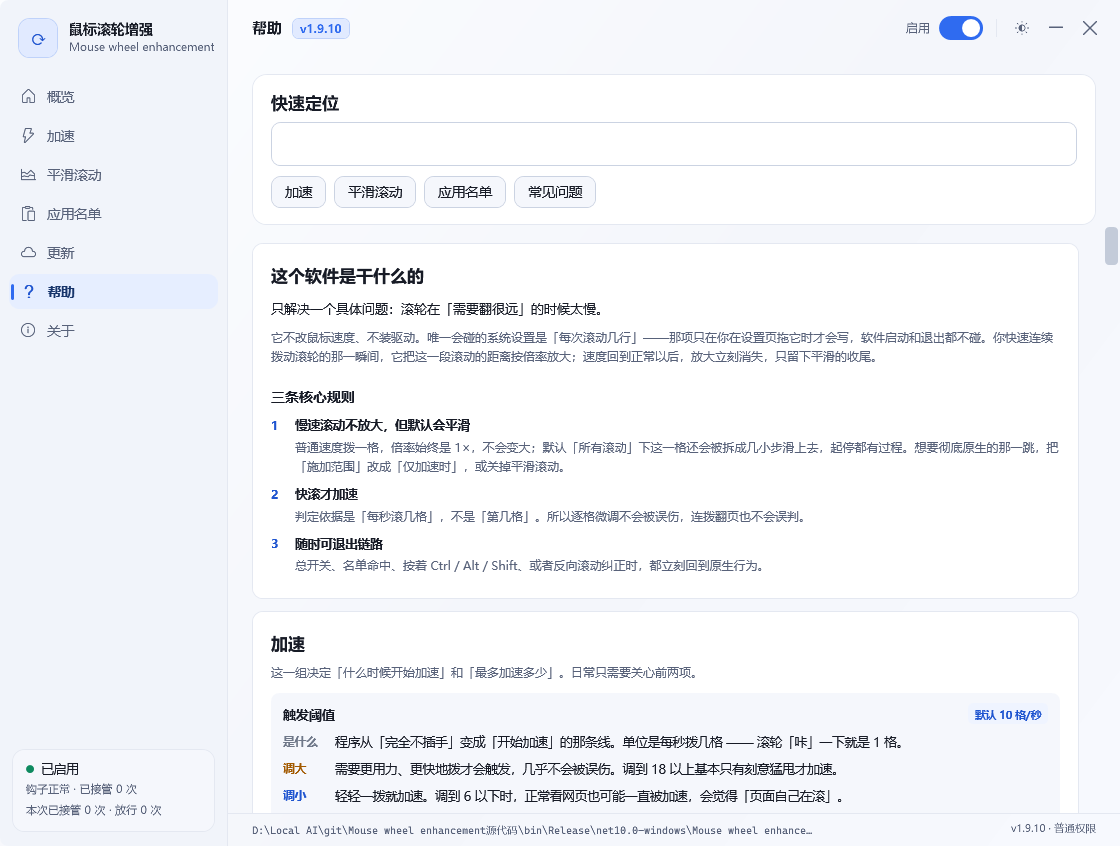 鼠标滚轮增强
Mouse wheel enhancement
概览
加速
平滑滚动
应用名单
更新
帮助
关于
已启用
钩子正常 · 已接管 0 次
本次已接管 0 次 · 放行 0 次
帮助 v1.9.10
启用
快速定位
加速 平滑滚动 应用名单 常见问题
这个软件是干什么的
只解决一个具体问题：滚轮在「需要翻很远」的时候太慢。
它不改鼠标速度、不装驱动。唯一会碰的系统设置是「每次滚动几行」——那项只在你在设置页拖它时才会写，软件启动和退出都不碰。你快速连续
拨动滚轮的那一瞬间，它把这一段滚动的距离按倍率放大；速度回到正常以后，放大立刻消失，只留下平滑的收尾。
三条核心规则
1 慢速滚动不放大，但默认会平滑
普通速度拨一格，倍率始终是 1×，不会变大；默认「所有滚动」下这一格还会被拆成几小步滑上去，起停都有过程。想要彻底原生的那一跳，把
「施加范围」改成「仅加速时」，或关掉平滑滚动。
2 快滚才加速
判定依据是「每秒滚几格」，不是「第几格」。所以逐格微调不会被误伤，连拨翻页也不会误判。
3 随时可退出链路
总开关、名单命中、按着 Ctrl / Alt / Shift、或者反向滚动纠正时，都立刻回到原生行为。
加速
这一组决定「什么时候开始加速」和「最多加速多少」。日常只需要关心前两项。
触发阈值 默认 10 格/秒
是什么 程序从「完全不插手」变成「开始加速」的那条线。单位是每秒拨几格 —— 滚轮「咔」一下就是 1 格。
调大 需要更用力、更快地拨才会触发，几乎不会被误伤。调到 18 以上基本只有刻意猛甩才加速。
调小 轻轻一拨就加速。调到 6 以下时，正常看网页也可能一直被加速，会觉得「页面自己在滚」。
D:\Local AI\git\Mouse wheel enhancement源代码\bin\Release\net10.0-windows\Mouse wheel enhance…
v1.9.10 · 普通权限